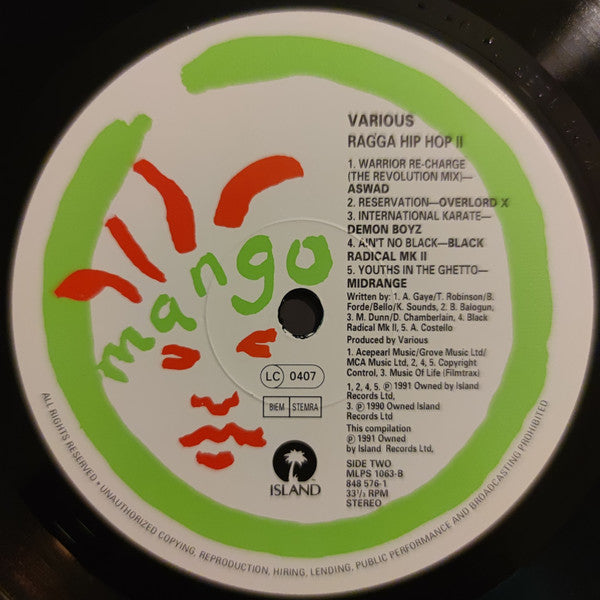 VARIOUS
RAGGA HIP HOP II
1. WARRIOR RE-CHARGE
(THE REVOLUTION MIX)—
ASWAD
2. RESERVATION—OVERLORD X
3. INTERNATIONAL KARATE—
DEMON BOYZ
4. AIN'T NO BLACK—BLACK
RADICAL MK II
5. YOUTHS IN THE GHETTO—
MIDRANGE
Written by: 1. A. Gaye/T. Robinson/B.
Forde/Bello/K. Sounds, 2. B. Balogun,
3. M. Dunn/D. Chamberlain, 4. Black
Radical Mk II, 5. A. Costello
Produced by Various
1. Acepearl Music/Grove Music Ltd/
MCA Music Ltd, 2, 4, 5. Copyright
Control, 3. Music Of Life (Filmtrax)
1, 2, 4, 5. ℗ 1991 Owned by Island
Records Ltd,
3. ℗ 1990 Owned by Island
Records Ltd,
This compilation
℗ 1991 Owned
by Island Records Ltd,
SIDE TWO
MLPS 1063-B
848 576-1
33⅓ RPM
STEREO
mango
LC 0407
BIEM STEMRA
ISLAND
ALL RIGHTS RESERVED • UNAUTHORIZED COPYING, REPRODUCTION, HIRING, LENDING, PUBLIC PERFORMANCE AND BROADCASTING PROHIBITED